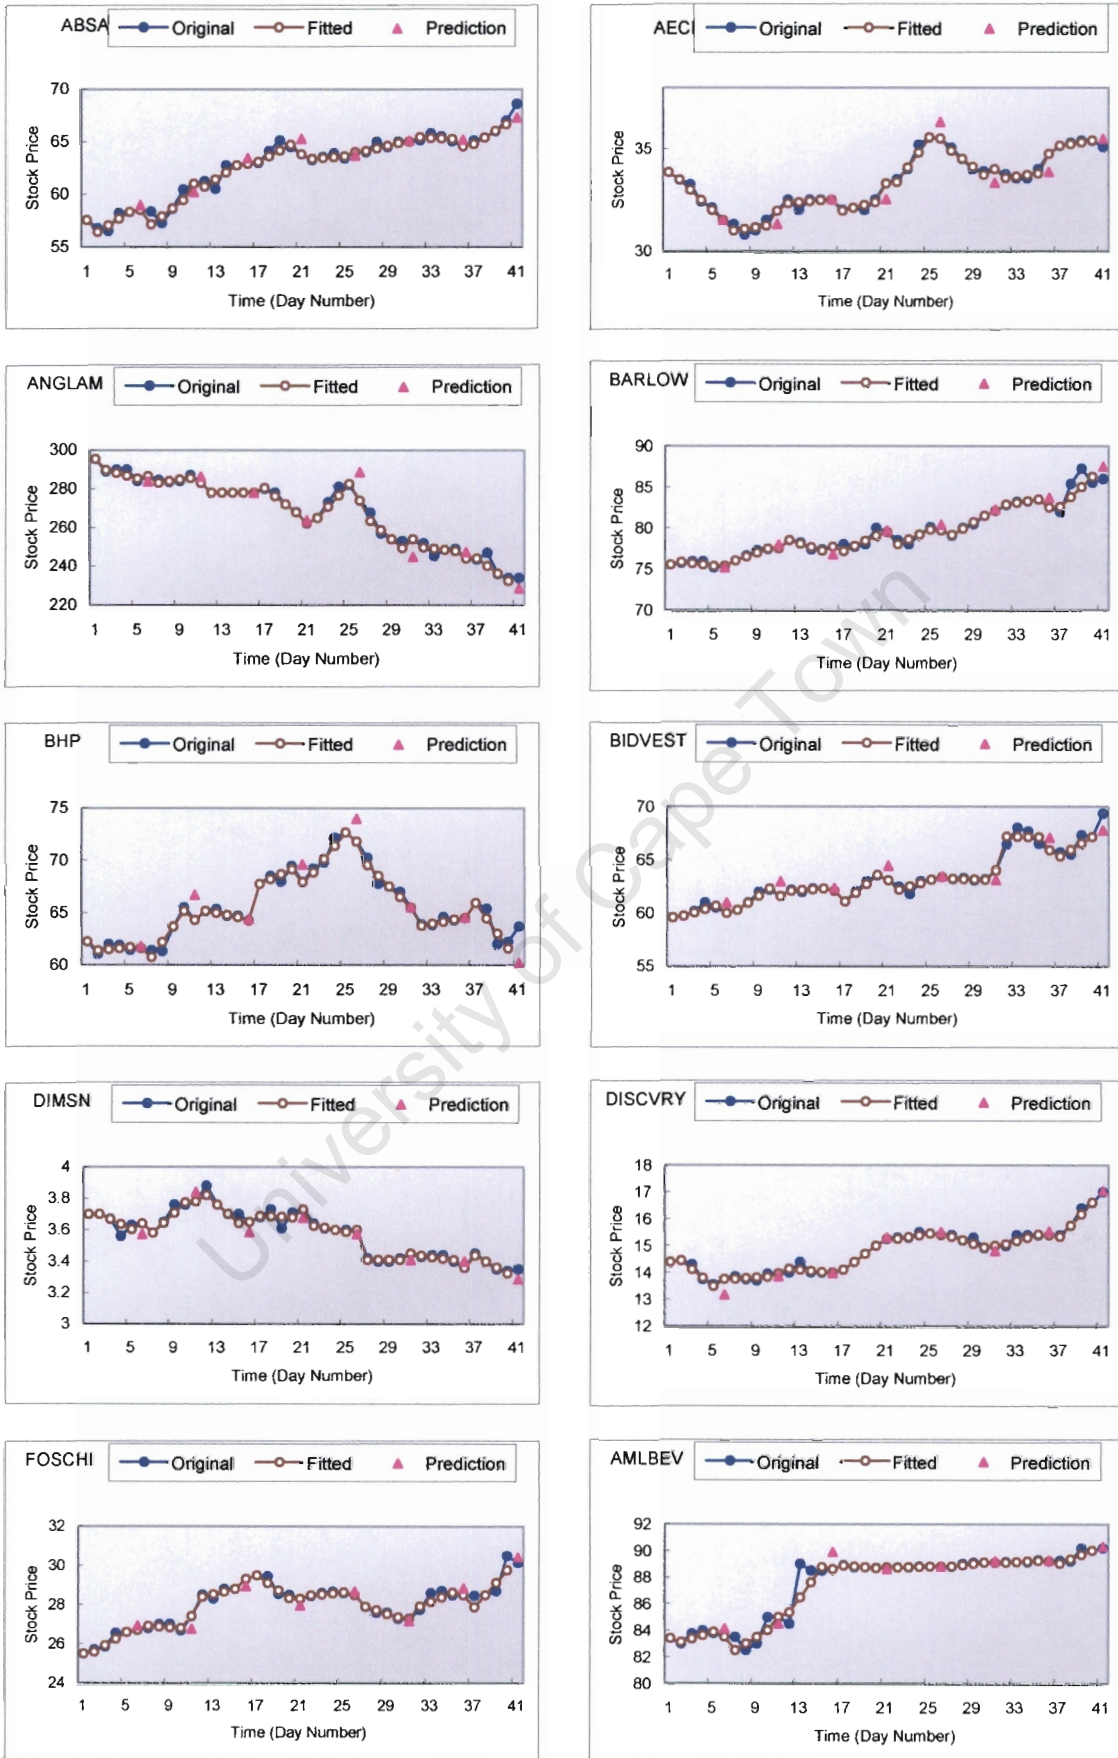 ABSA Original Fitted Prediction
Stock Price
70
65
60
55
1 5 9 13 17 21 25 29 33 37 41
Time (Day Number)
AECI Original Fitted Prediction
Stock Price
35
30
1 5 9 13 17 21 25 29 33 37 41
Time (Day Number)
ANGLAM Original Fitted Prediction
Stock Price
300
280
260
240
220
1 5 9 13 17 21 25 29 33 37 41
Time (Day Number)
BARLOW Original Fitted Prediction
Stock Price
90
85
80
75
70
1 5 9 13 17 21 25 29 33 37 41
Time (Day Number)
BHP Original Fitted Prediction
Stock Price
75
70
65
60
1 5 9 13 17 21 25 29 33 37 41
Time (Day Number)
BIDVEST Original Fitted Prediction
Stock Price
70
65
60
55
1 5 9 13 17 21 25 29 33 37 41
Time (Day Number)
DIMSN Original Fitted Prediction
Stock Price
4
3.8
3.6
3.4
3.2
3
1 5 9 13 17 21 25 29 33 37 41
Time (Day Number)
DISCVRY Original Fitted Prediction
Stock Price
18
17
16
15
14
13
12
1 5 9 13 17 21 25 29 33 37 41
Time (Day Number)
FOSCHI Original Fitted Prediction
Stock Price
32
30
28
26
24
1 5 9 13 17 21 25 29 33 37 41
Time (Day Number)
AMLBEV Original Fitted Prediction
Stock Price
92
90
88
86
84
82
80
1 5 9 13 17 21 25 29 33 37 41
Time (Day Number)
University of Cape Town